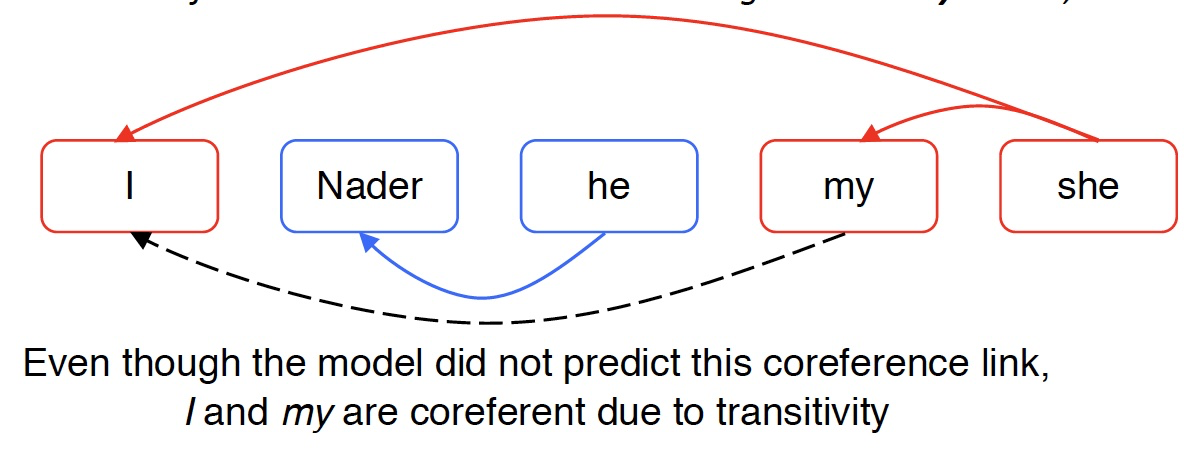 I Nader he my she
Even though the model did not predict this coreference link,
I and my are coreferent due to transitivity